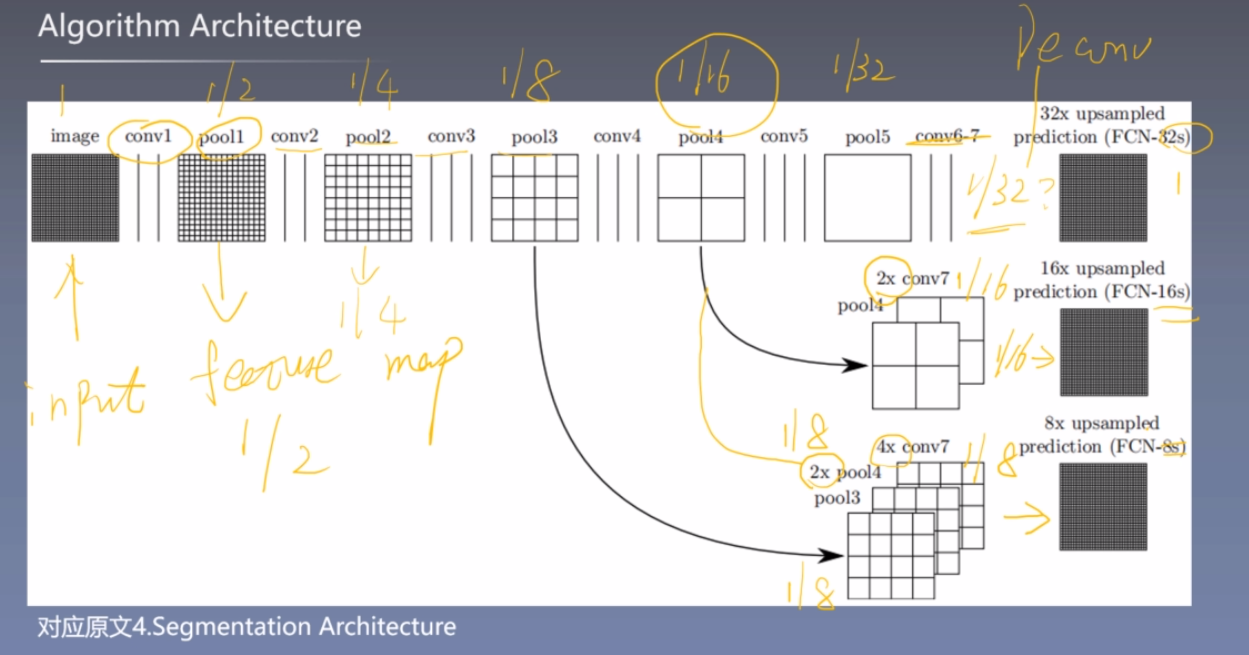 Algorithm Architecture
Deconv
1 1/2 1/4 1/8 1/16 1/32
32x upsampled
image conv1 pool1 conv2 pool2 conv3 pool3 conv4 pool4 conv5 pool5 conv6-7 prediction (FCN-32s)
1/32? 1
16x upsampled
2x conv7 1/16 prediction (FCN-16s)
pool4
1/4
1/16
input feature map
1/2
8x upsampled
1/8 4x conv7 1/8 prediction (FCN-8s)
2x pool4
pool3
1/8
对应原文4.Segmentation Architecture